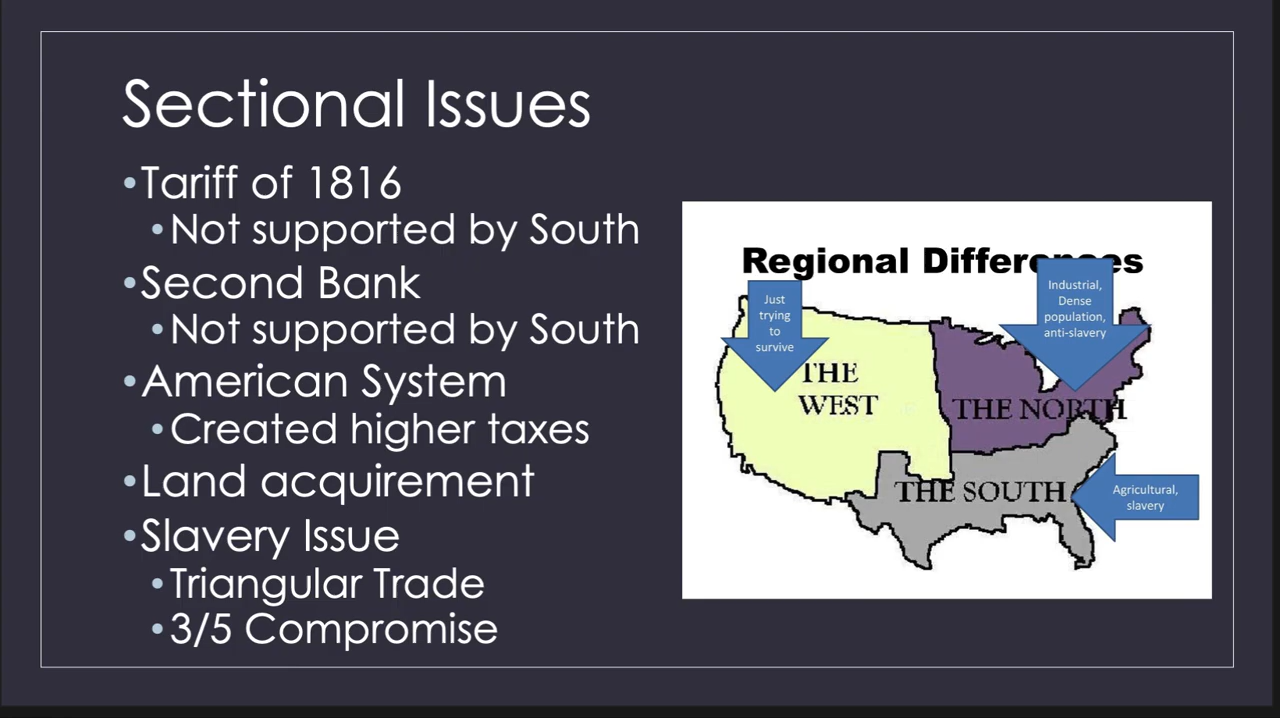 Sectional Issues
•Tariff of 1816
•Not supported by South
•Second Bank
•Not supported by South
•American System
•Created higher taxes
•Land acquirement
•Slavery Issue
•Triangular Trade
•3/5 Compromise
Regional Differences
Just
trying
to
survive
Industrial,
Dense
population,
anti-slavery
THE
WEST
THE NORTH
THE SOUTH
Agricultural,
slavery